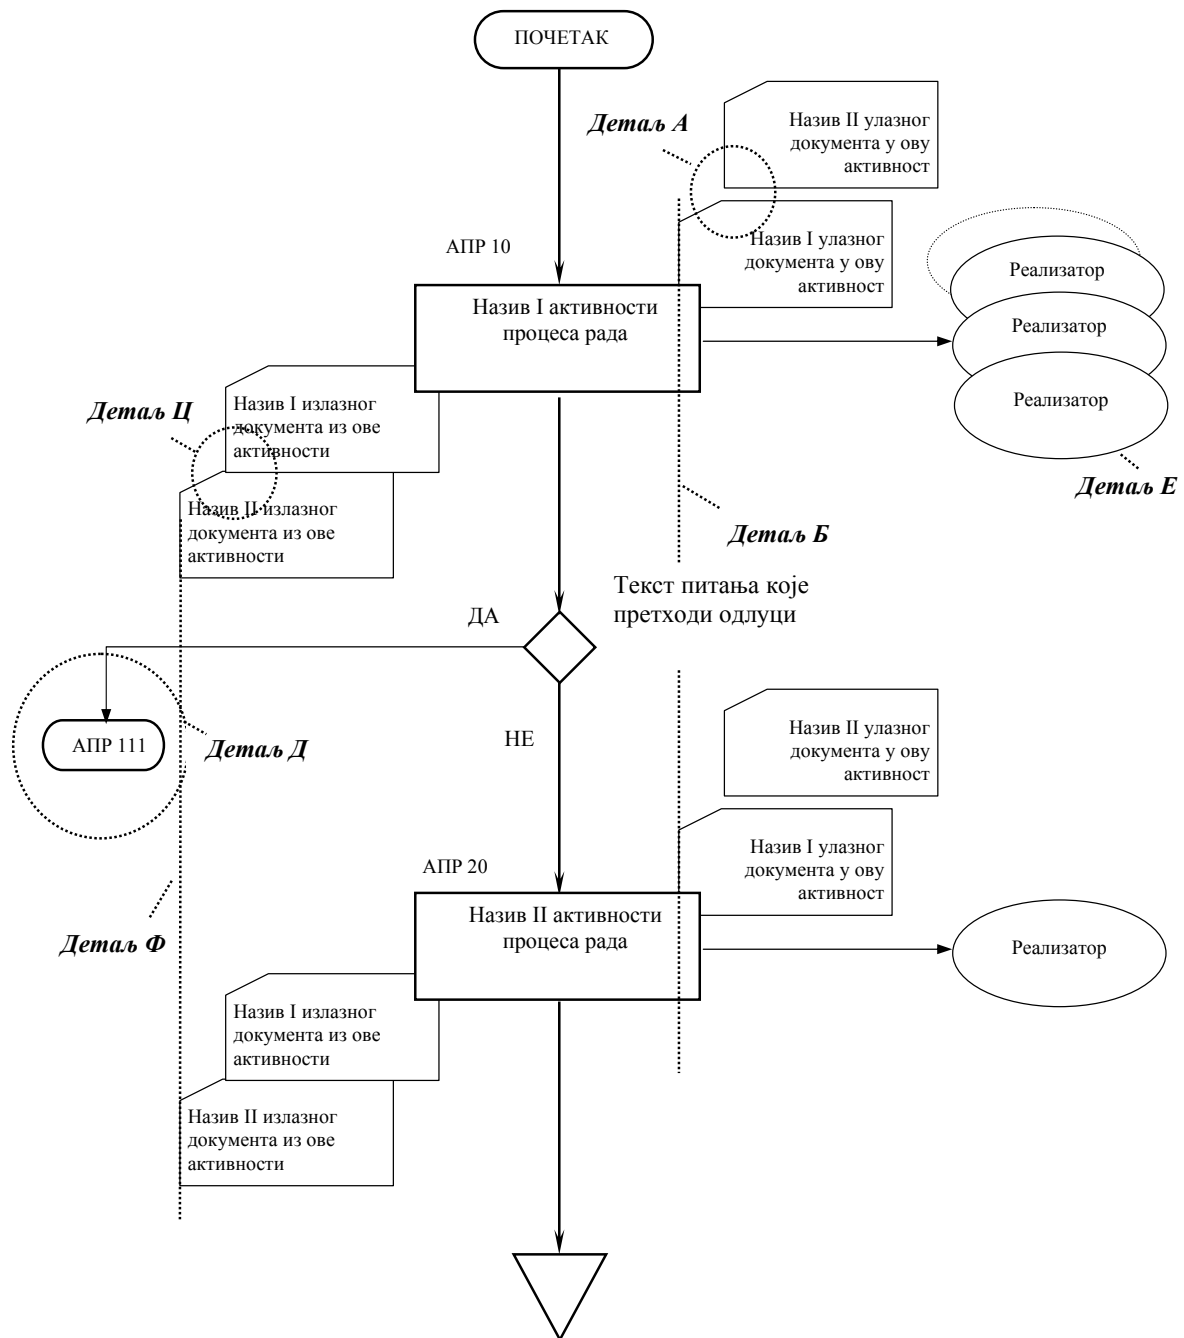 ПОЧЕТАК
Деtаљ А
Назив II улазног
документа у ову
активност
АПР 10
Назив I улазног
документа у ову
активност
Реализатор
Реализатор
Реализатор
Назив I активности
процеса рада
Детаљ Ц
Назив I излазног
документа из ове
активности
Детаљ Е
Назив II излазног
документа из ове
активности
Детаљ Б
Текст питања које
претходи одлуци
ДА
АПР 111
Детаљ Д
НЕ
Назив II улазног
документа у ову
активност
Назив I улазног
документа у ову
активност
АПР 20
Назив II активности
процеса рада
Реализатор
Детаљ Ф
Назив I излазног
документа из ове
активности
Назив II излазног
документа из ове
активности